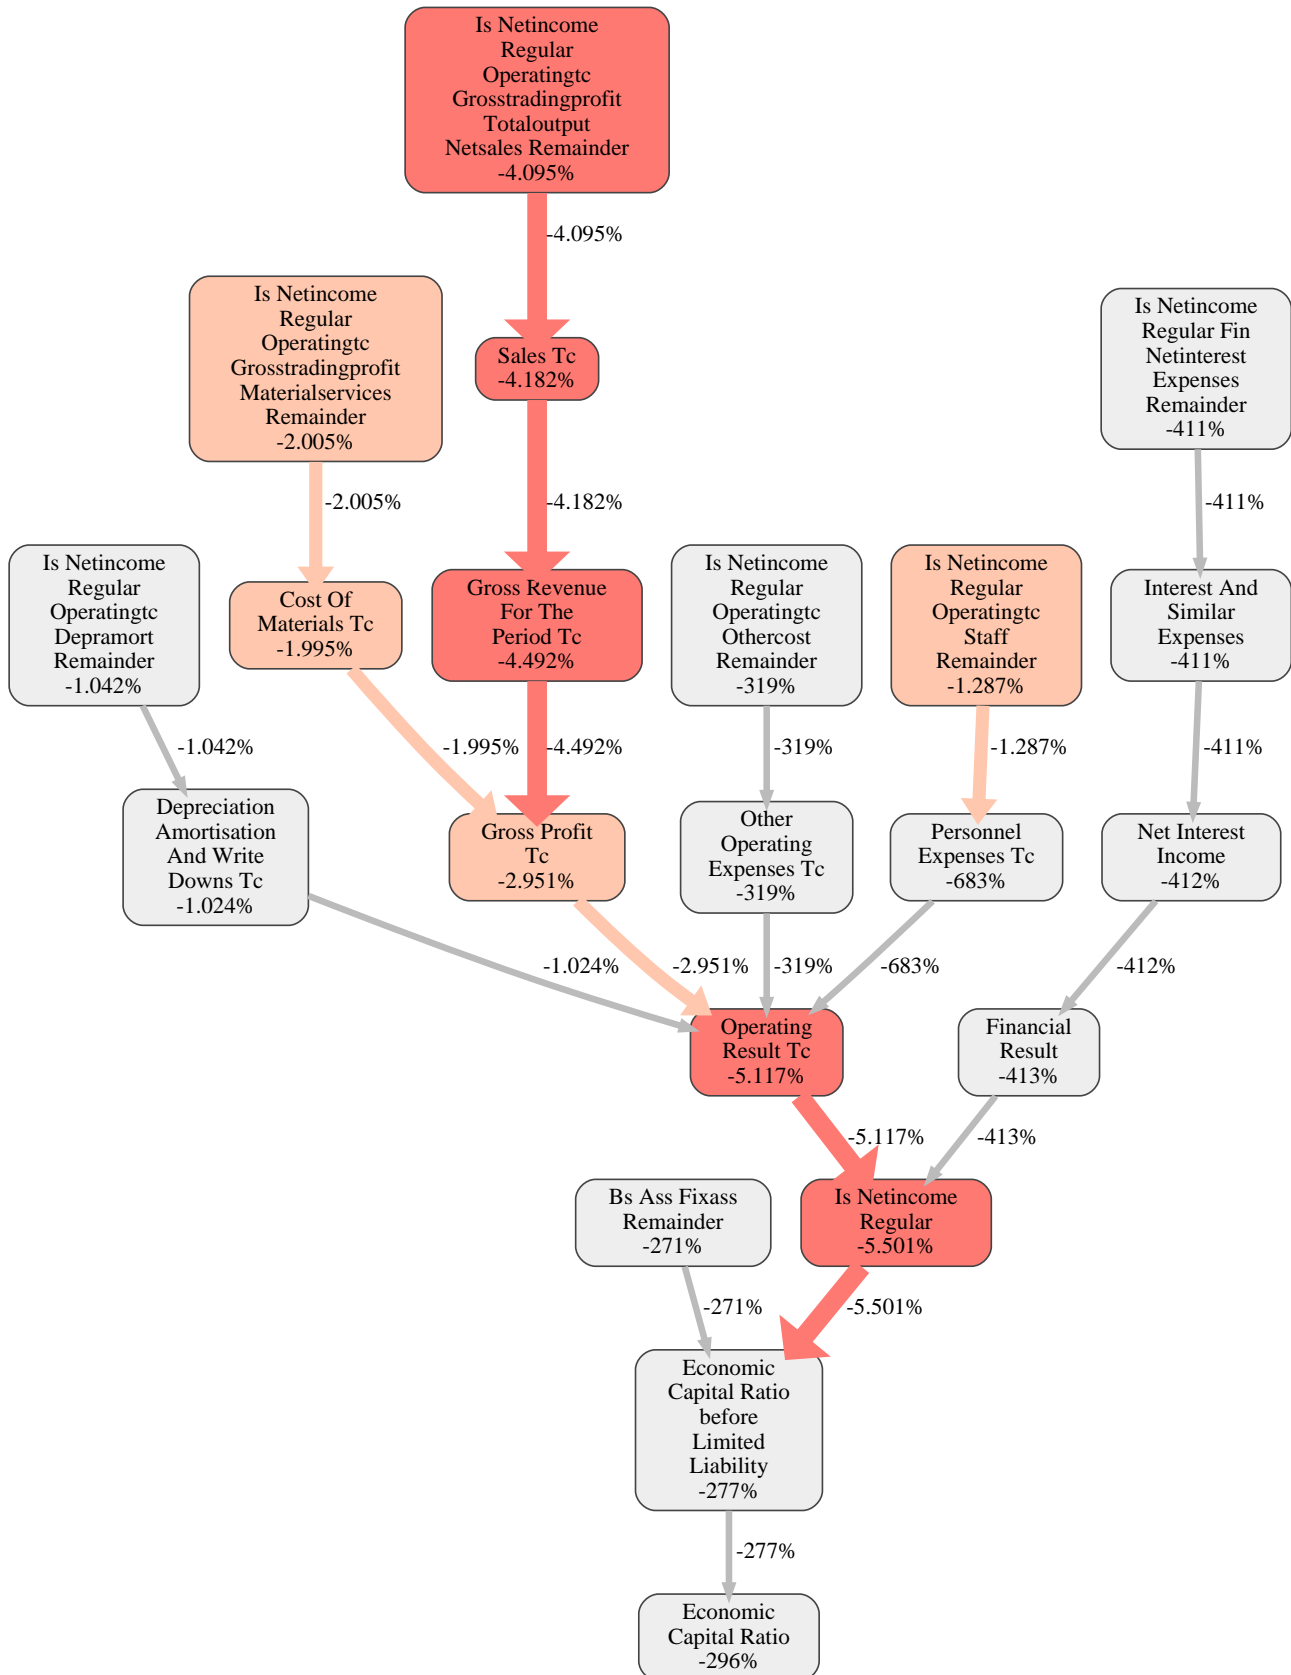 Is Netincome
Regular
Operatingtc
Grosstradingprofit
Totaloutput
Netsales Remainder
-4.095%
-4.095%
Is Netincome
Regular
Operatingtc
Grosstradingprofit
Materialservices
Remainder
-2.005%
Sales Tc
-4.182%
Is Netincome
Regular Fin
Netinterest
Expenses
Remainder
-411%
-2.005%
-4.182%
-411%
Is Netincome
Regular
Operatingtc
Depramort
Remainder
-1.042%
Cost Of
Materials Tc
-1.995%
Gross Revenue
For The
Period Tc
-4.492%
Is Netincome
Regular
Operatingtc
Othercost
Remainder
-319%
Is Netincome
Regular
Operatingtc
Staff
Remainder
-1.287%
Interest And
Similar
Expenses
-411%
-1.042%
-1.995%
-4.492%
-319%
-1.287%
-411%
Depreciation
Amortisation
And Write
Downs Tc
-1.024%
Gross Profit
Tc
-2.951%
Other
Operating
Expenses Tc
-319%
Personnel
Expenses Tc
-683%
Net Interest
Income
-412%
-1.024%
-2.951%
-319%
-683%
-412%
Operating
Result Tc
-5.117%
Financial
Result
-413%
-5.117%
-413%
Bs Ass Fixass
Remainder
-271%
Is Netincome
Regular
-5.501%
-271%
-5.501%
Economic
Capital Ratio
before
Limited
Liability
-277%
-277%
Economic
Capital Ratio
-296%